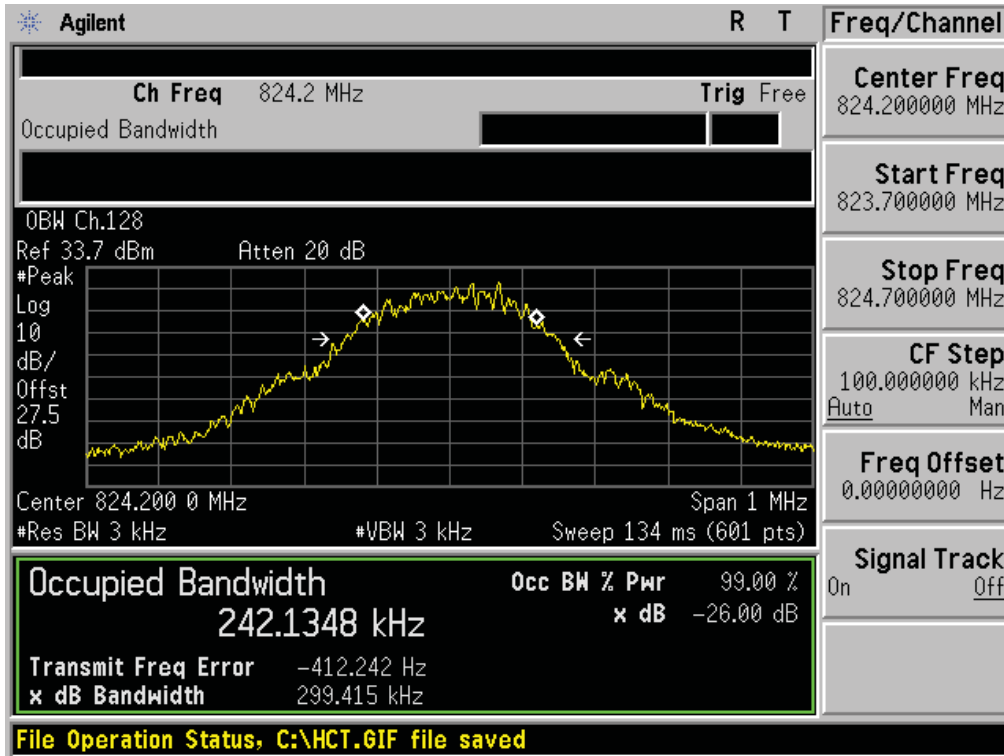 Agilent
R T
Ch Freq 824.2 MHz
Trig Free
Occupied Bandwidth
OBW Ch.128
Ref 33.7 dBm
Atten 20 dB
#Peak
Log
10
dB/
Offst
27.5
dB
Center 824.200 0 MHz
Span 1 MHz
#Res BW 3 kHz
#VBW 3 kHz
Sweep 134 ms (601 pts)
Occupied Bandwidth
242.1348 kHz
Occ BW % Pwr 99.00 %
x dB -26.00 dB
Transmit Freq Error -412.242 Hz
x dB Bandwidth 299.415 kHz
File Operation Status, C:\HCT.GIF file saved
Freq/Channel
Center Freq
824.200000 MHz
Start Freq
823.700000 MHz
Stop Freq
824.700000 MHz
CF Step
100.000000 kHz
Auto Man
Freq Offset
0.00000000 Hz
Signal Track
On Off